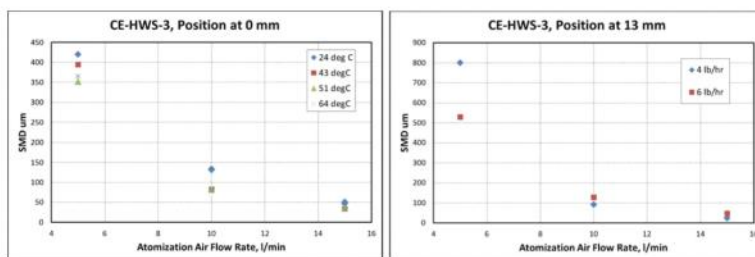 CE-HWS-3, Position at 0 mm
450
400
350
300
250
200
150
100
50
0
SMD um
4
6
8
10
12
14
16
Atomization Air Flow Rate, l/min
24 deg C
43 degC
51 degC
64 degC
CE-HWS-3, Position at 13 mm
900
800
700
600
500
400
300
200
100
0
SMD um
4
6
8
10
12
14
16
Atomization Air Flow Rate, l/min
4 lb/hr
6 lb/hr